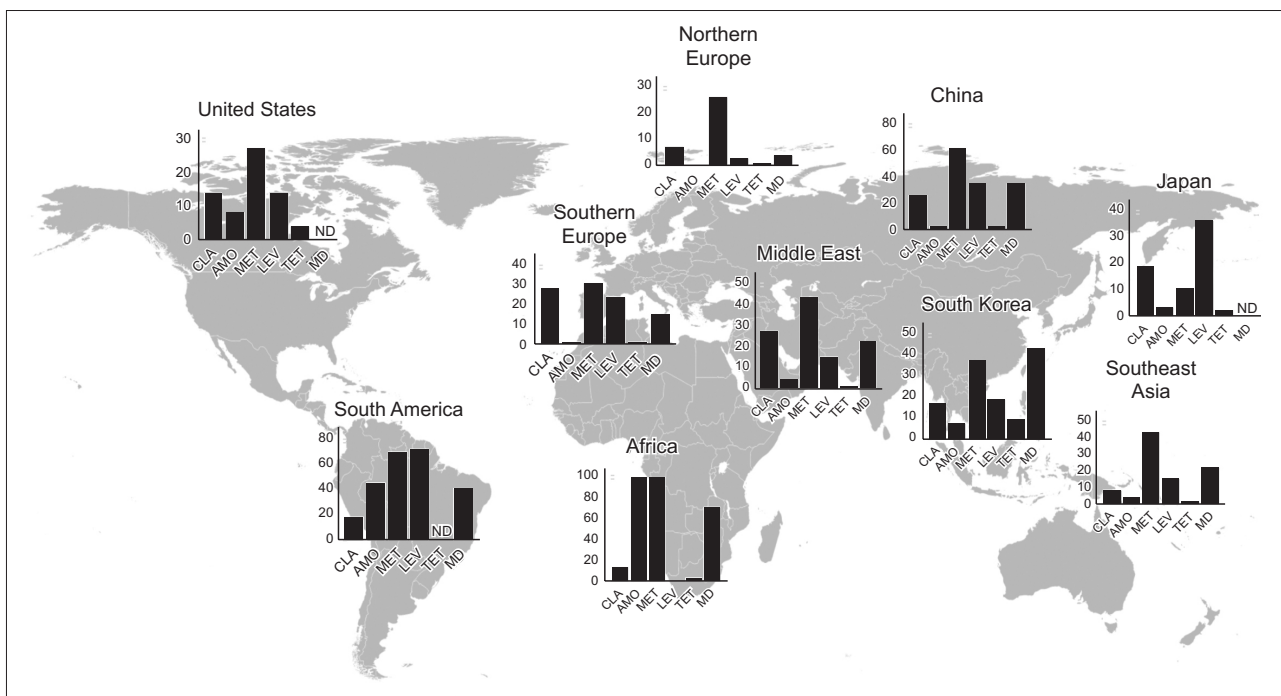 Northern
Europe
30
20
10
0
CLA
AMO
MET
LEV
TET
MD
United States
30
20
10
0
ND
CLA
AMO
MET
LEV
TET
MD
China
80
60
40
20
0
CLA
AMO
MET
LEV
TET
MD
Japan
40
30
20
10
0
ND
CLA
AMO
MET
LEV
TET
MD
Southern
Europe
40
30
20
10
0
CLA
AMO
MET
LEV
TET
MD
Middle East
50
40
30
20
10
0
CLA
AMO
MET
LEV
TET
MD
South Korea
50
40
30
20
10
0
CLA
AMO
MET
LEV
TET
MD
Southeast
Asia
50
40
30
20
10
0
CLA
AMO
MET
LEV
TET
MD
South America
80
60
40
20
0
ND
CLA
AMO
MET
LEV
TET
MD
Africa
100
80
60
40
20
0
CLA
AMO
MET
LEV
TET
MD